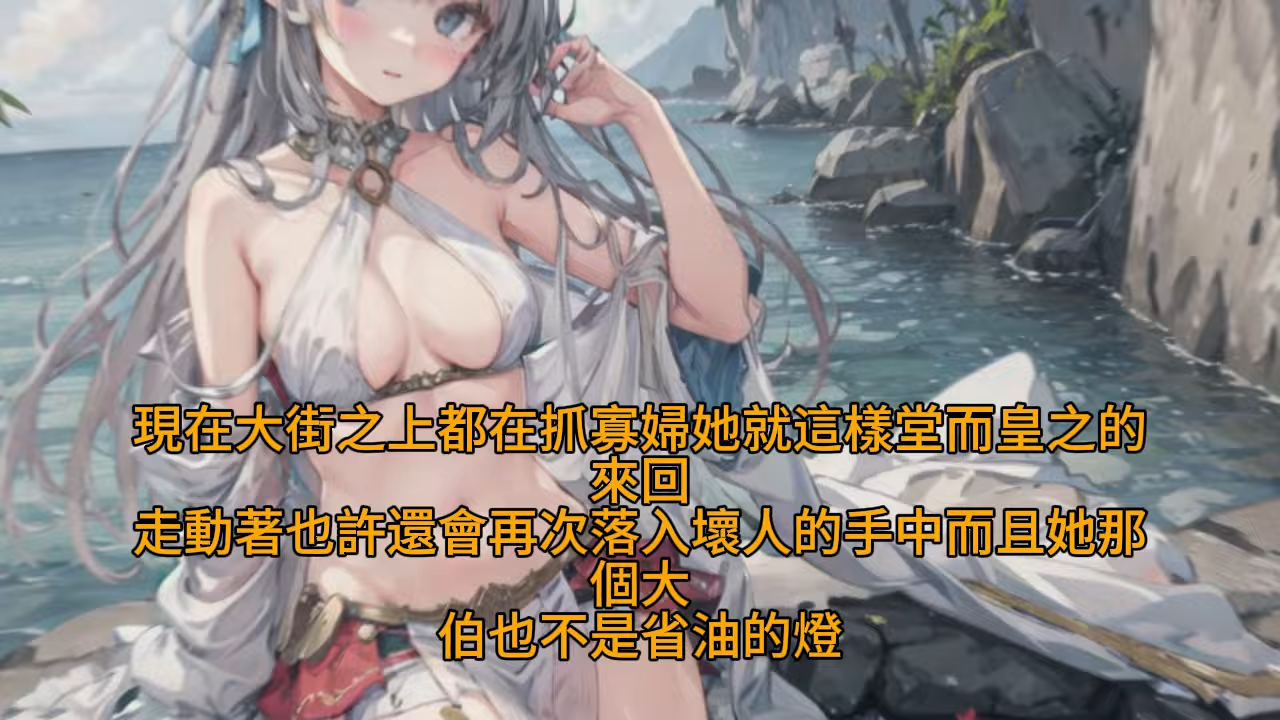 現在大街之上都在抓寡婦她就這樣堂而皇之的
來回
走動著也許還會再次落入壞人的手中而且她那
個大
伯也不是省油的燈